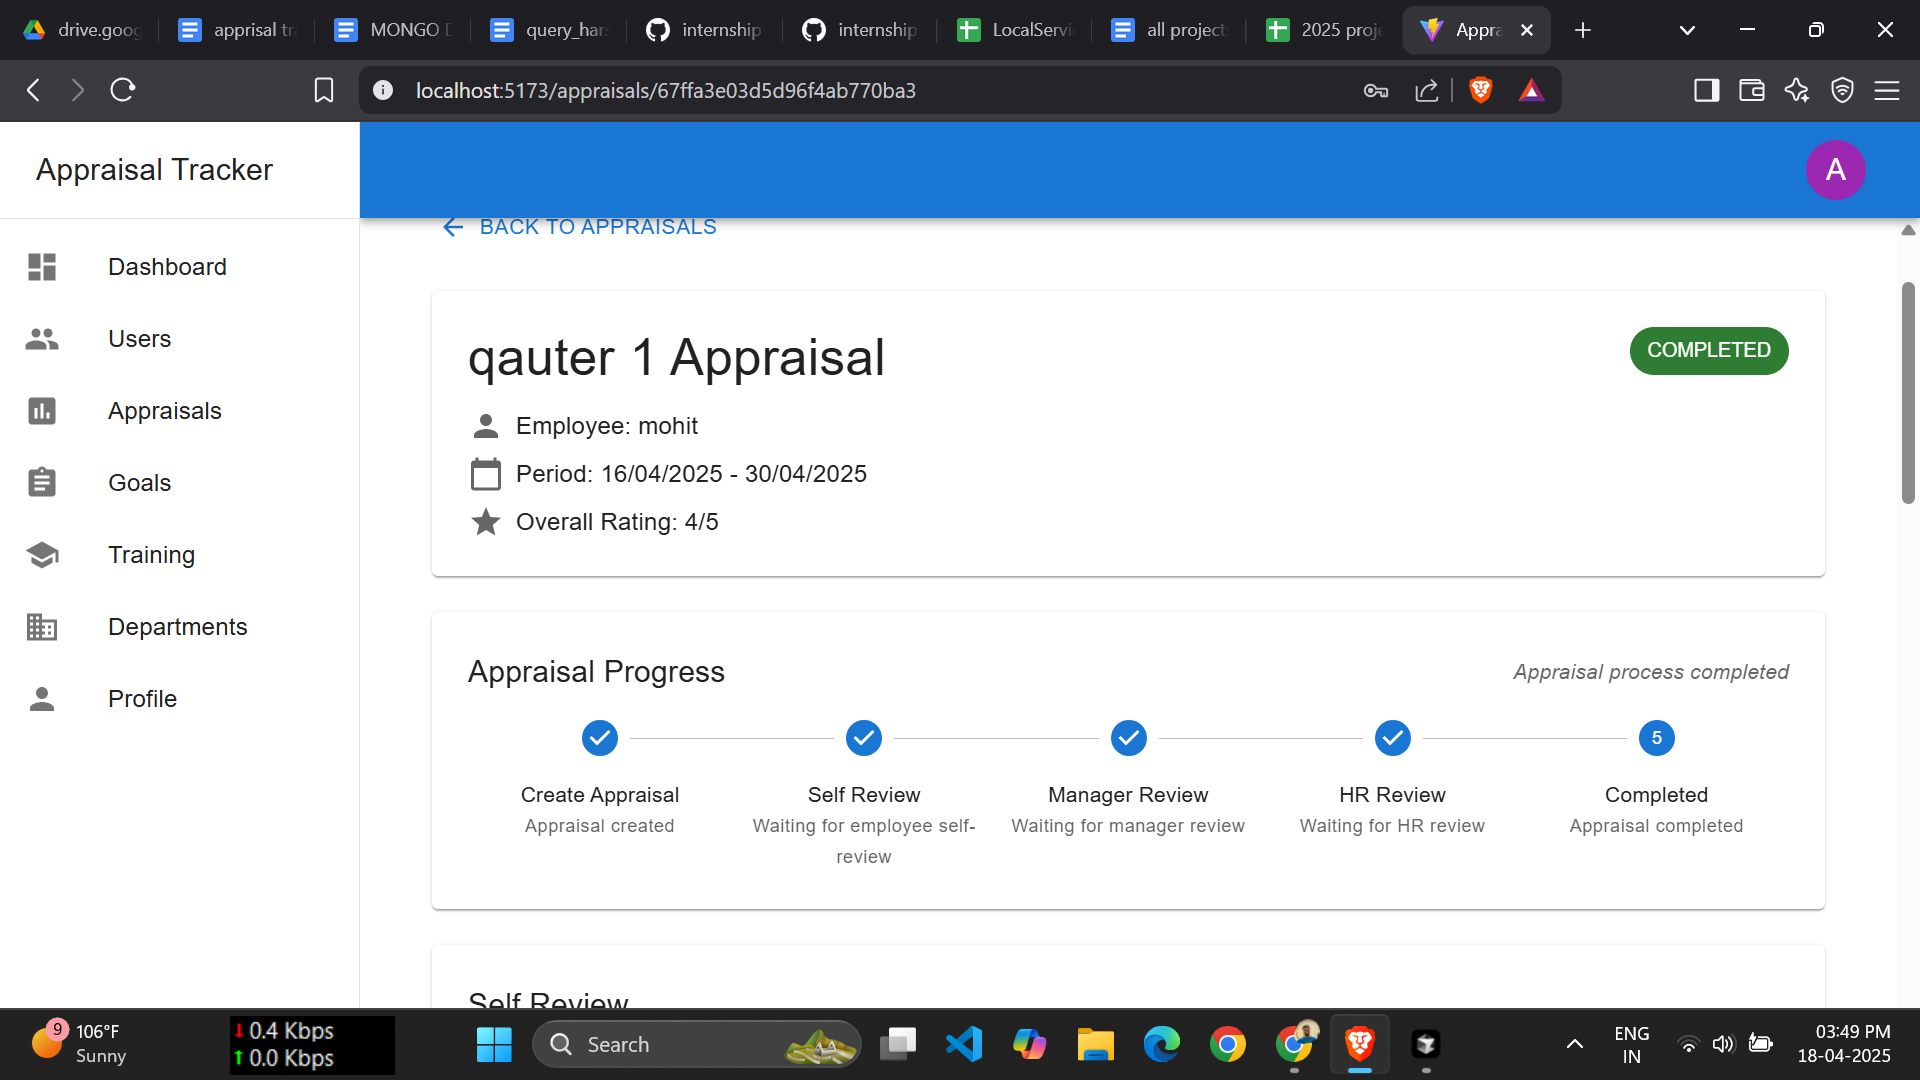 drive.goog
apprisal tr
MONGO D
query_hars
internship
internship
LocalServi
all project
2025 proj
Appra
localhost:5173/appraisals/67ffa3e03d5d96f4ab770ba3
Appraisal Tracker
A
Dashboard
Users
Appraisals
Goals
Training
Departments
Profile
BACK TO APPRAISALS
qauter 1 Appraisal
COMPLETED
Employee: mohit
Period: 16/04/2025 - 30/04/2025
Overall Rating: 4/5
Appraisal Progress
Appraisal process completed
5
Create Appraisal
Appraisal created
Self Review
Waiting for employee self-
review
Manager Review
Waiting for manager review
HR Review
Waiting for HR review
Completed
Appraisal completed
Self Review
9
106°F
Sunny
0.4 Kbps
0.0 Kbps
Search
ENG
IN
03:49 PM
18-04-2025